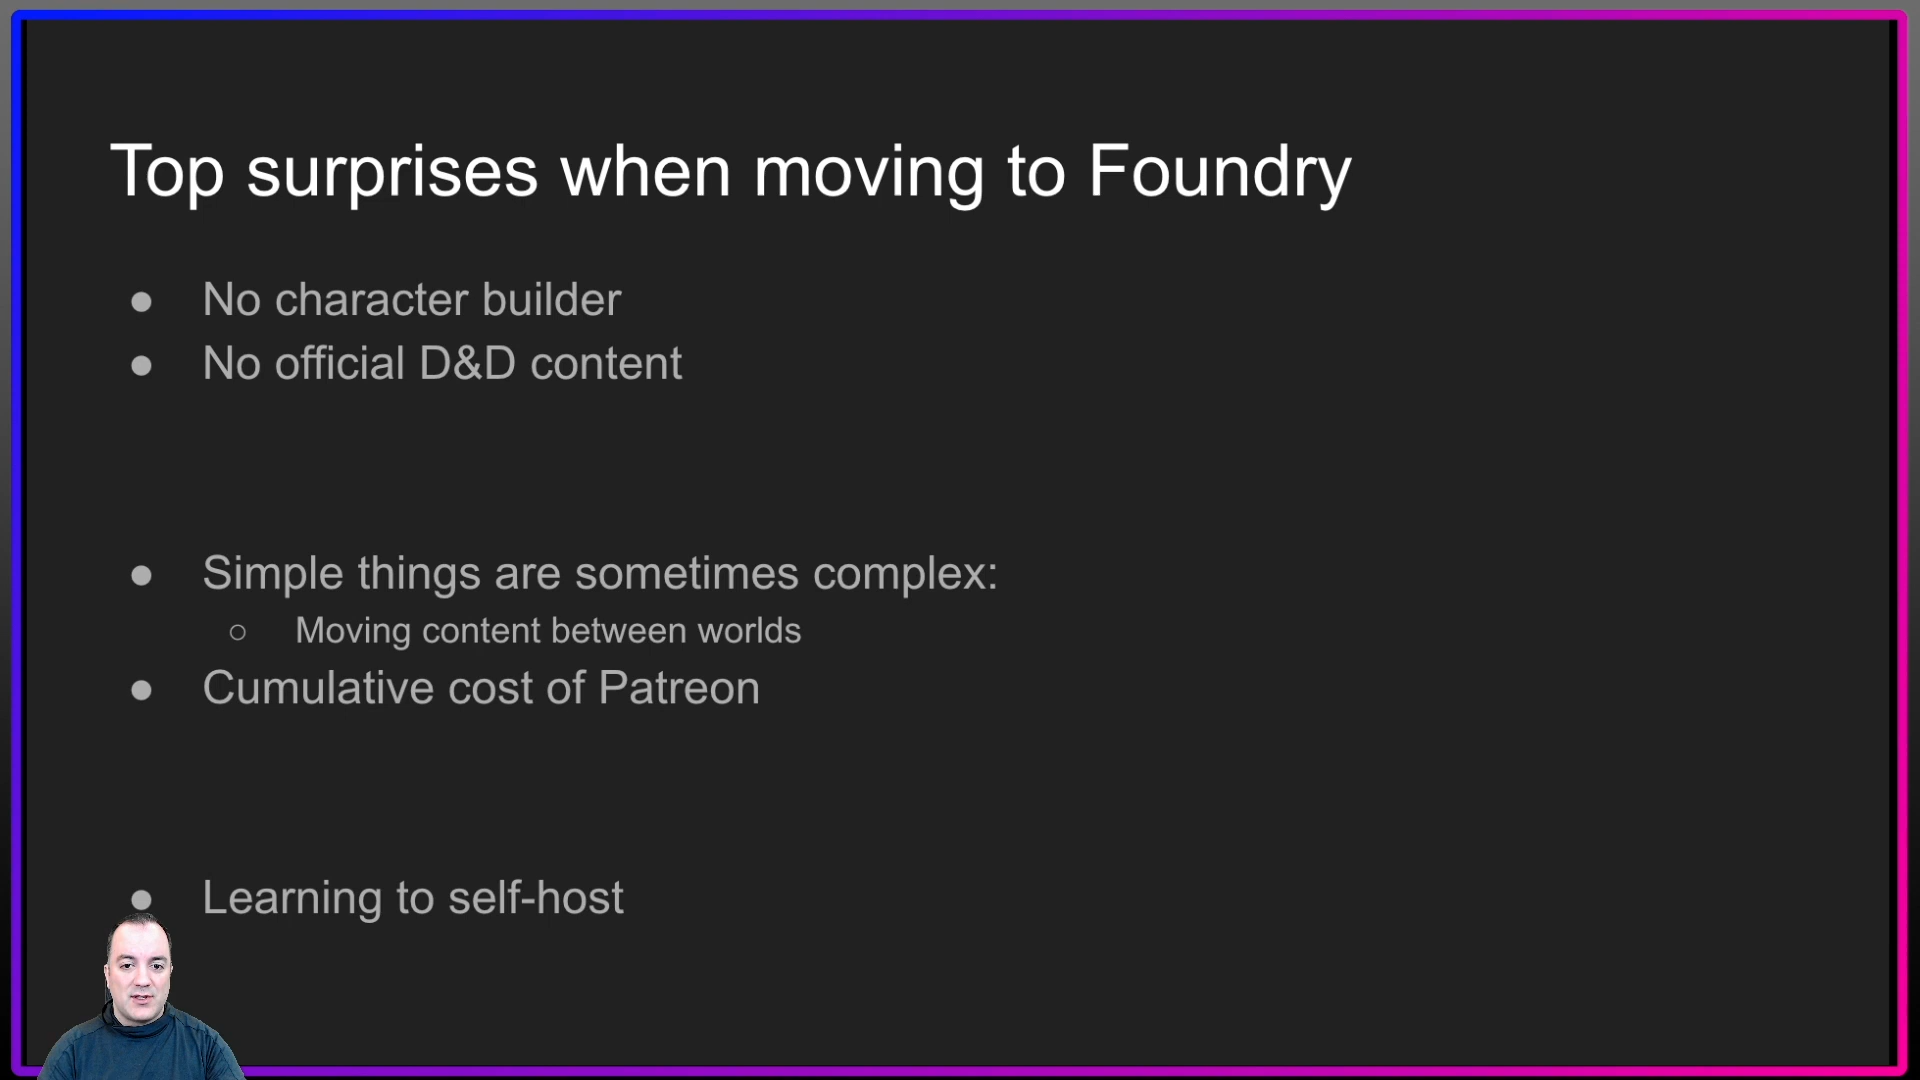 Top surprises when moving to Foundry
● No character builder
● No official D&D content
● Simple things are sometimes complex:
○ Moving content between worlds
● Cumulative cost of Patreon
● Learning to self-host